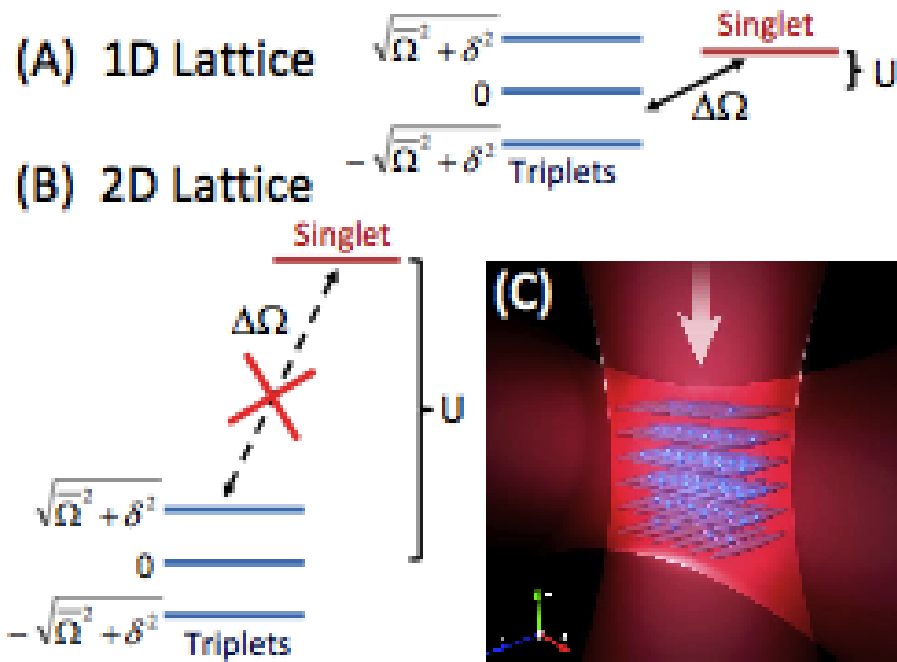 (A) 1D Lattice
√(Ω̅² + δ²)
0
−√(Ω̅² + δ²)
Triplets
Singlet
U
ΔΩ
(B) 2D Lattice
Singlet
ΔΩ
U
√(Ω̅² + δ²)
0
−√(Ω̅² + δ²)
Triplets
(C)